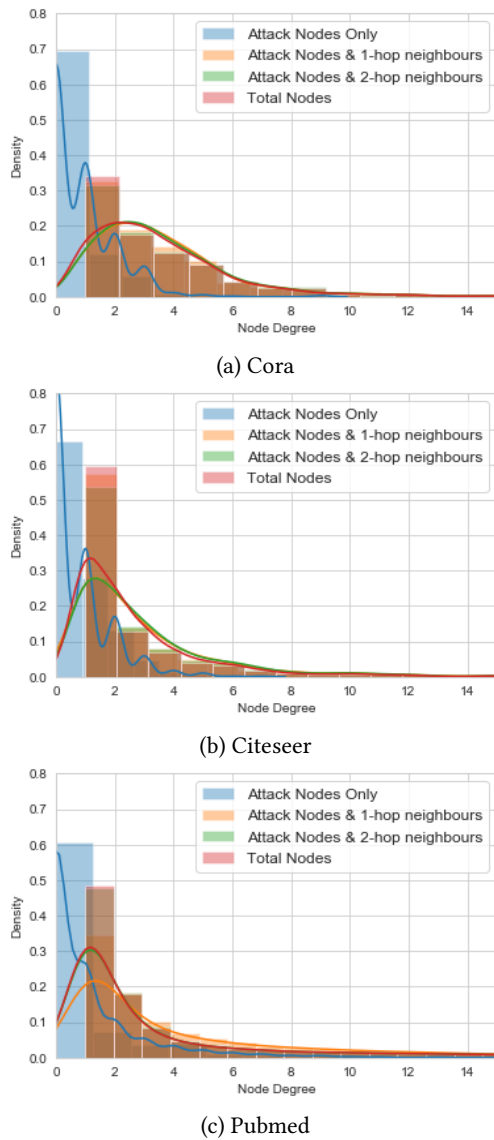 0.8
0.7
0.6
0.5
0.4
0.3
0.2
0.1
0.0
Density
Attack Nodes Only
Attack Nodes & 1-hop neighbours
Attack Nodes & 2-hop neighbours
Total Nodes
0 2 4 6 8 10 12 14
Node Degree
(a) Cora
0.8
0.7
0.6
0.5
0.4
0.3
0.2
0.1
0.0
Density
Attack Nodes Only
Attack Nodes & 1-hop neighbours
Attack Nodes & 2-hop neighbours
Total Nodes
0 2 4 6 8 10 12 14
Node Degree
(b) Citeseer
0.8
0.7
0.6
0.5
0.4
0.3
0.2
0.1
0.0
Density
Attack Nodes Only
Attack Nodes & 1-hop neighbours
Attack Nodes & 2-hop neighbours
Total Nodes
0 2 4 6 8 10 12 14
Node Degree
(c) Pubmed